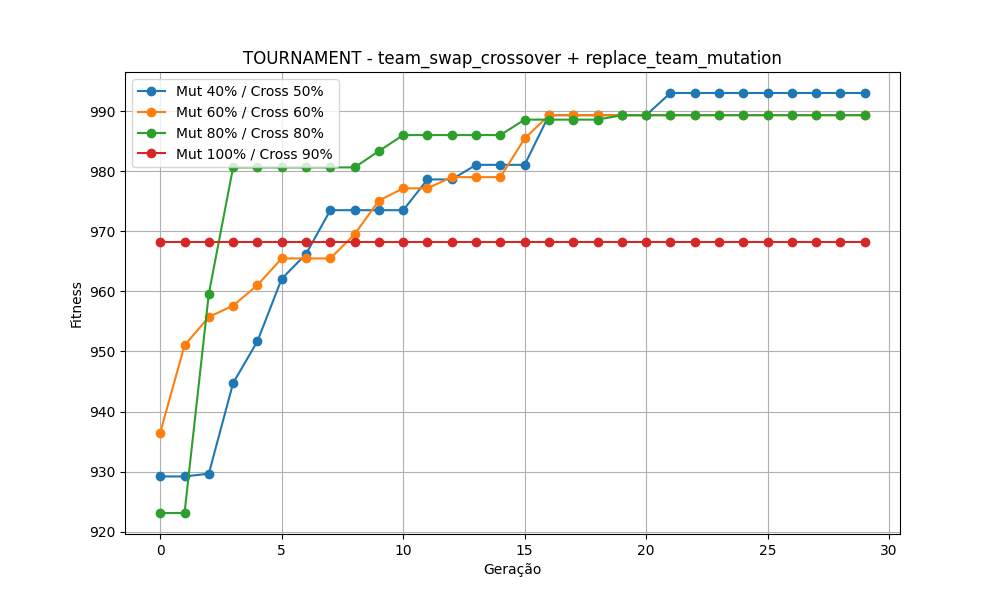 TOURNAMENT - team_swap_crossover + replace_team_mutation
Mut 40% / Cross 50%
Mut 60% / Cross 60%
Mut 80% / Cross 80%
Mut 100% / Cross 90%
990
980
970
960
950
940
930
920
Fitness
0 5 10 15 20 25 30
Geração